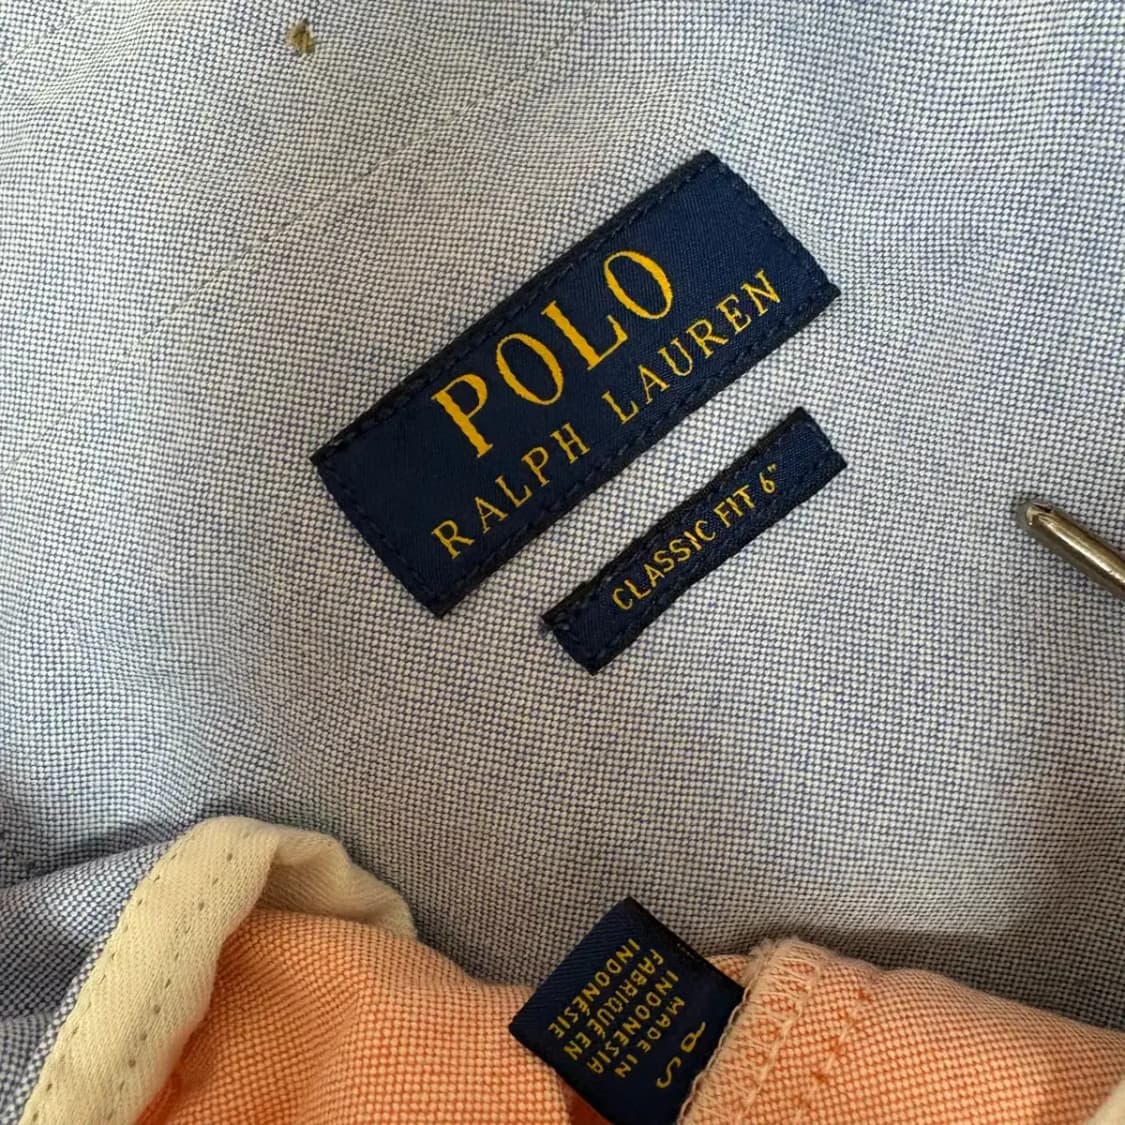 POLO
RALPH LAUREN
CLASSIC FIT 6"
MADE IN
INDONESIA
FABRIQUÉ EN
INDONÉSIE